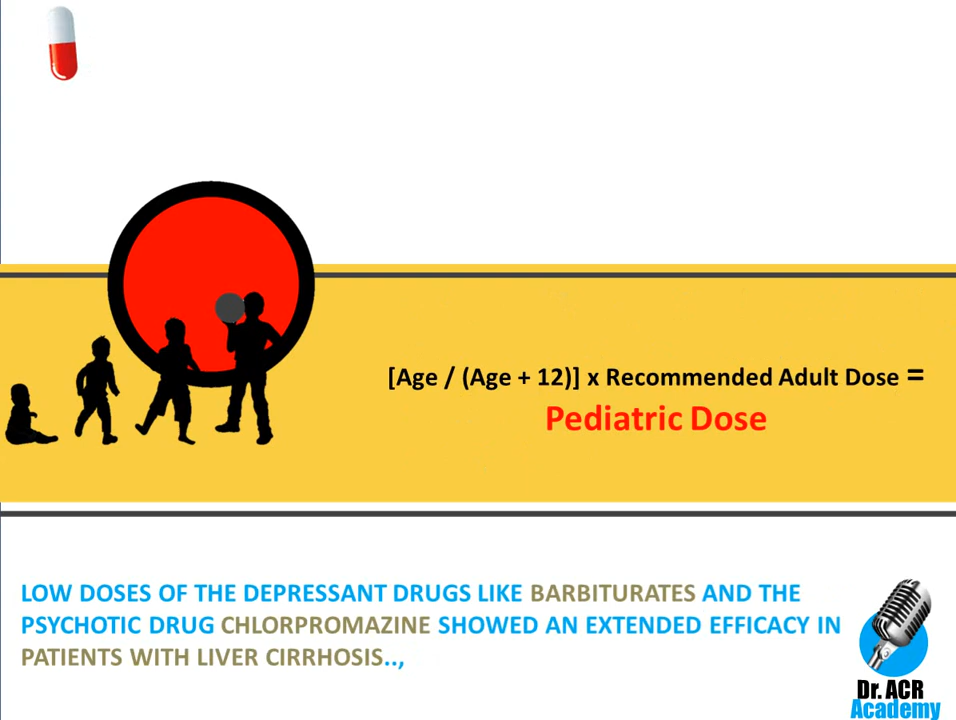 [Age / (Age + 12)] x Recommended Adult Dose =
Pediatric Dose
LOW DOSES OF THE DEPRESSANT DRUGS LIKE BARBITURATES AND THE
PSYCHOTIC DRUG CHLORPROMAZINE SHOWED AN EXTENDED EFFICACY IN
PATIENTS WITH LIVER CIRRHOSIS..,
Dr. ACR
Academy